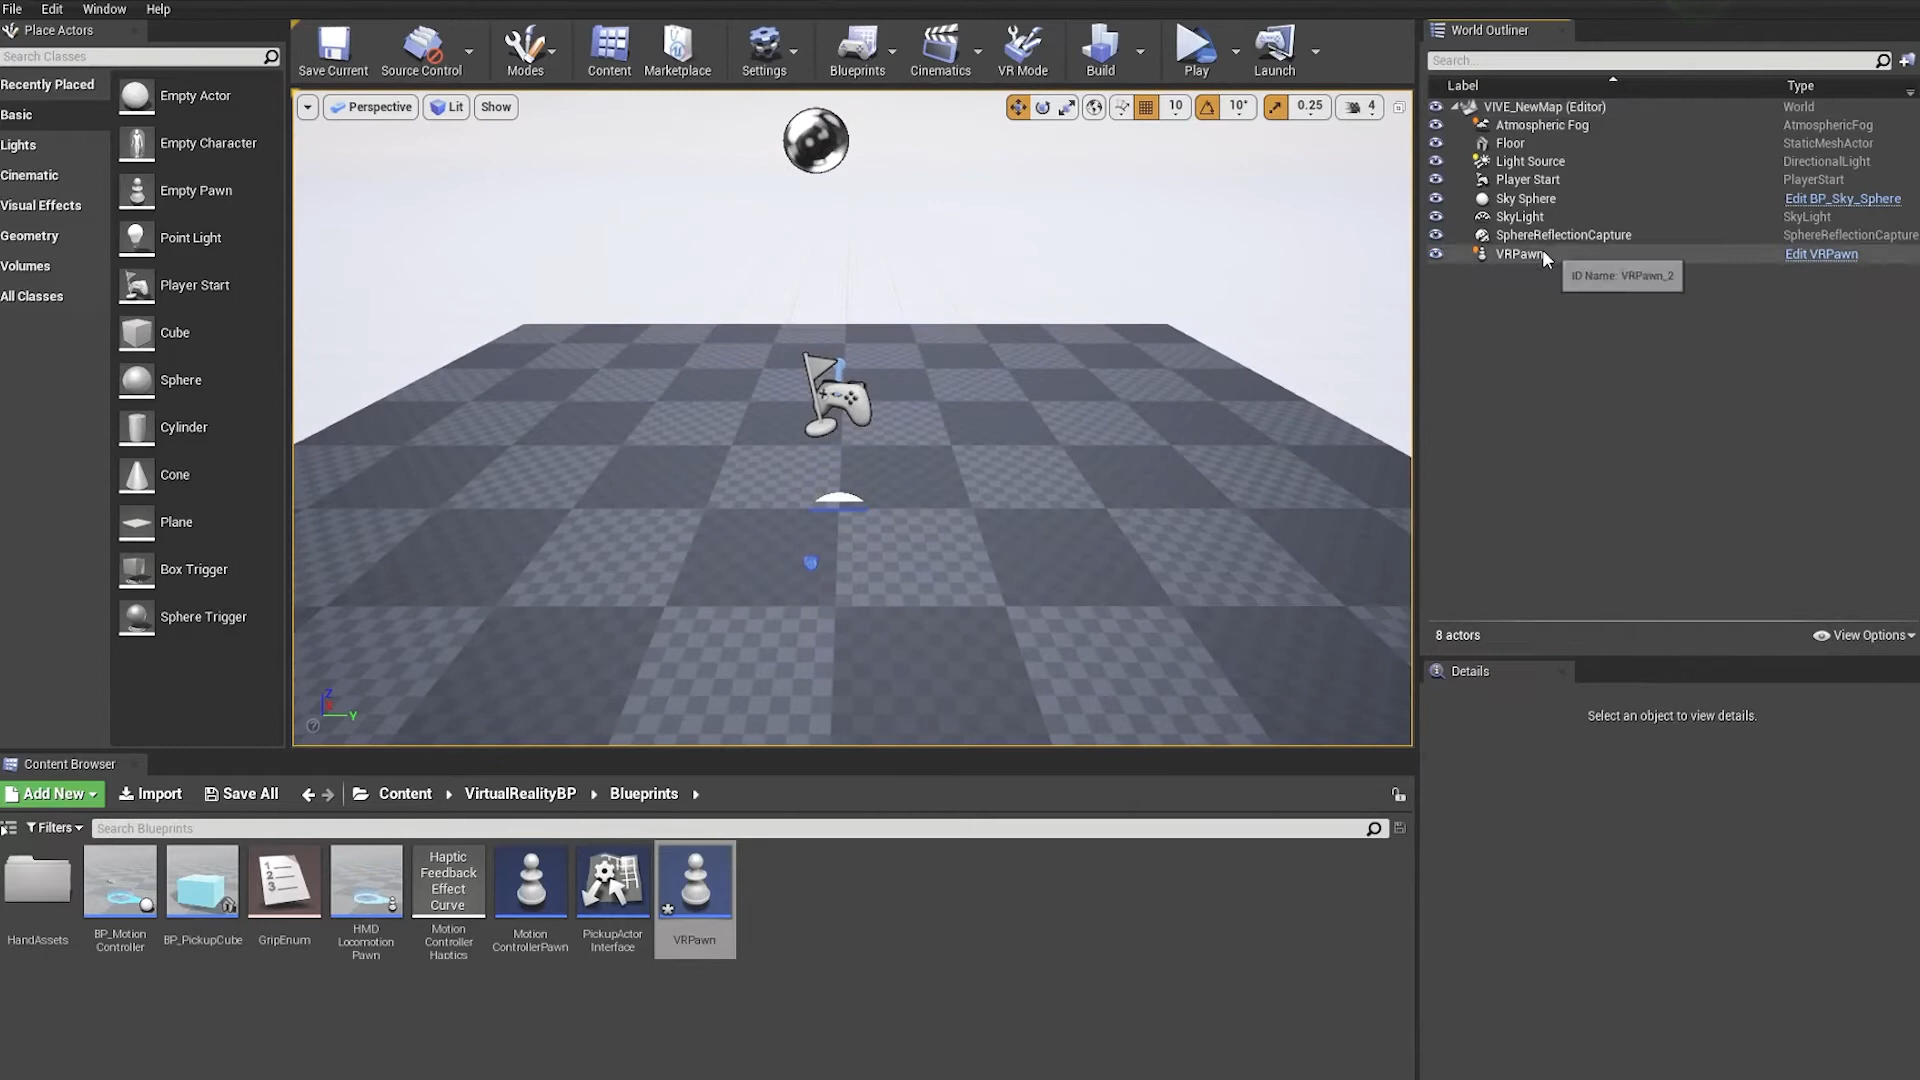 File Edit Window Help
Place Actors
Search Classes
Recently Placed
Basic
Lights
Cinematic
Visual Effects
Geometry
Volumes
All Classes
Empty Actor
Empty Character
Empty Pawn
Point Light
Player Start
Cube
Sphere
Cylinder
Cone
Plane
Box Trigger
Sphere Trigger
Save Current Source Control Modes Content Marketplace Settings Blueprints Cinematics VR Mode Build Play Launch
Perspective Lit Show 10 10° 0.25 4
Z
Y
World Outliner
Search...
Label Type
VIVE_NewMap (Editor) World
Atmospheric Fog AtmosphericFog
Floor StaticMeshActor
Light Source DirectionalLight
Player Start PlayerStart
Sky Sphere Edit BP_Sky_Sphere
SkyLight SkyLight
SphereReflectionCapture SphereReflectionCapture
VRPawn Edit VRPawn
ID Name: VRPawn_2
8 actors View Options
Details
Select an object to view details.
Content Browser
Add New Import Save All Content VirtualRealityBP Blueprints
Filters Search Blueprints
HandAssets
BP_Motion
Controller
BP_PickupCube
GripEnum
HMD
Locomotion
Pawn
Haptic
Feedback
Effect
Curve
Motion
Controller
Haptics
Motion
ControllerPawn
PickupActor
Interface
VRPawn